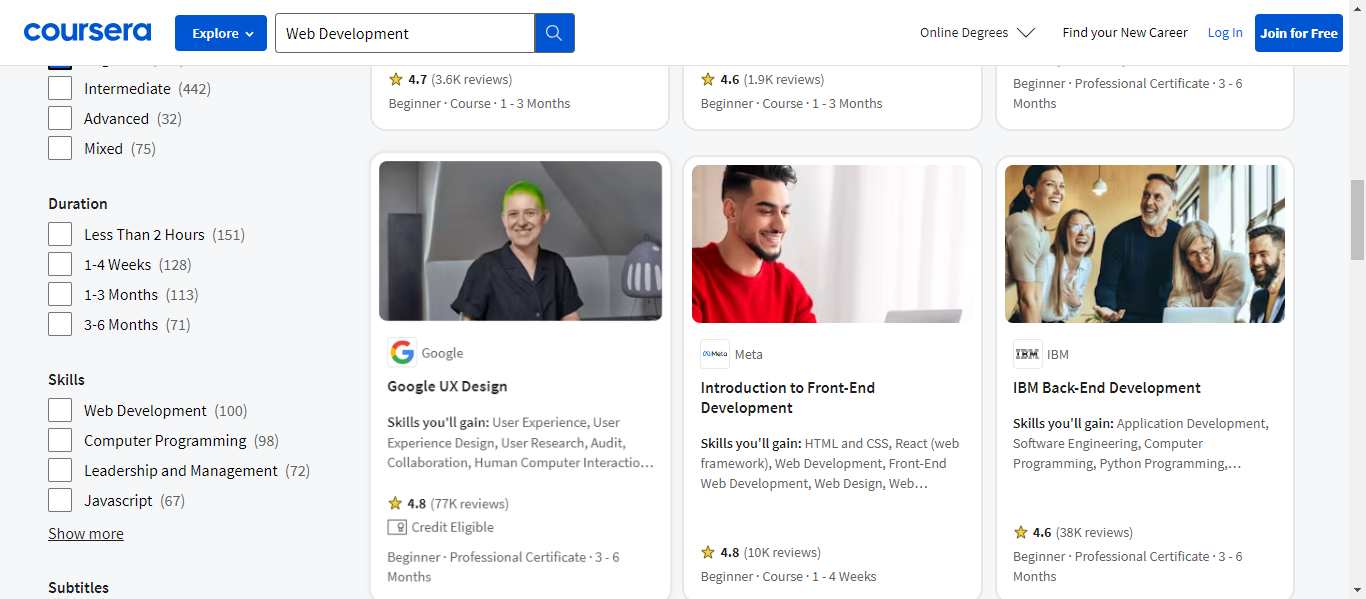 coursera
Explore
Web Development
Online Degrees
Find your New Career
Log In
Join for Free
Intermediate (442)
Advanced (32)
Mixed (75)
Duration
Less Than 2 Hours (151)
1-4 Weeks (128)
1-3 Months (113)
3-6 Months (71)
Skills
Web Development (100)
Computer Programming (98)
Leadership and Management (72)
Javascript (67)
Show more
Subtitles
4.7 (3.6K reviews)
Beginner · Course · 1 - 3 Months
4.6 (1.9K reviews)
Beginner · Course · 1 - 3 Months
Beginner · Professional Certificate · 3 - 6
Months
Google
Google UX Design
Skills you'll gain: User Experience, User
Experience Design, User Research, Audit,
Collaboration, Human Computer Interactio…
4.8 (77K reviews)
Credit Eligible
Beginner · Professional Certificate · 3 - 6
Months
Meta
Meta
Introduction to Front-End
Development
Skills you'll gain: HTML and CSS, React (web
framework), Web Development, Front-End
Web Development, Web Design, Web…
4.8 (10K reviews)
Beginner · Course · 1 - 4 Weeks
IBM
IBM
IBM Back-End Development
Skills you'll gain: Application Development,
Software Engineering, Computer
Programming, Python Programming,…
4.6 (38K reviews)
Beginner · Professional Certificate · 3 - 6
Months